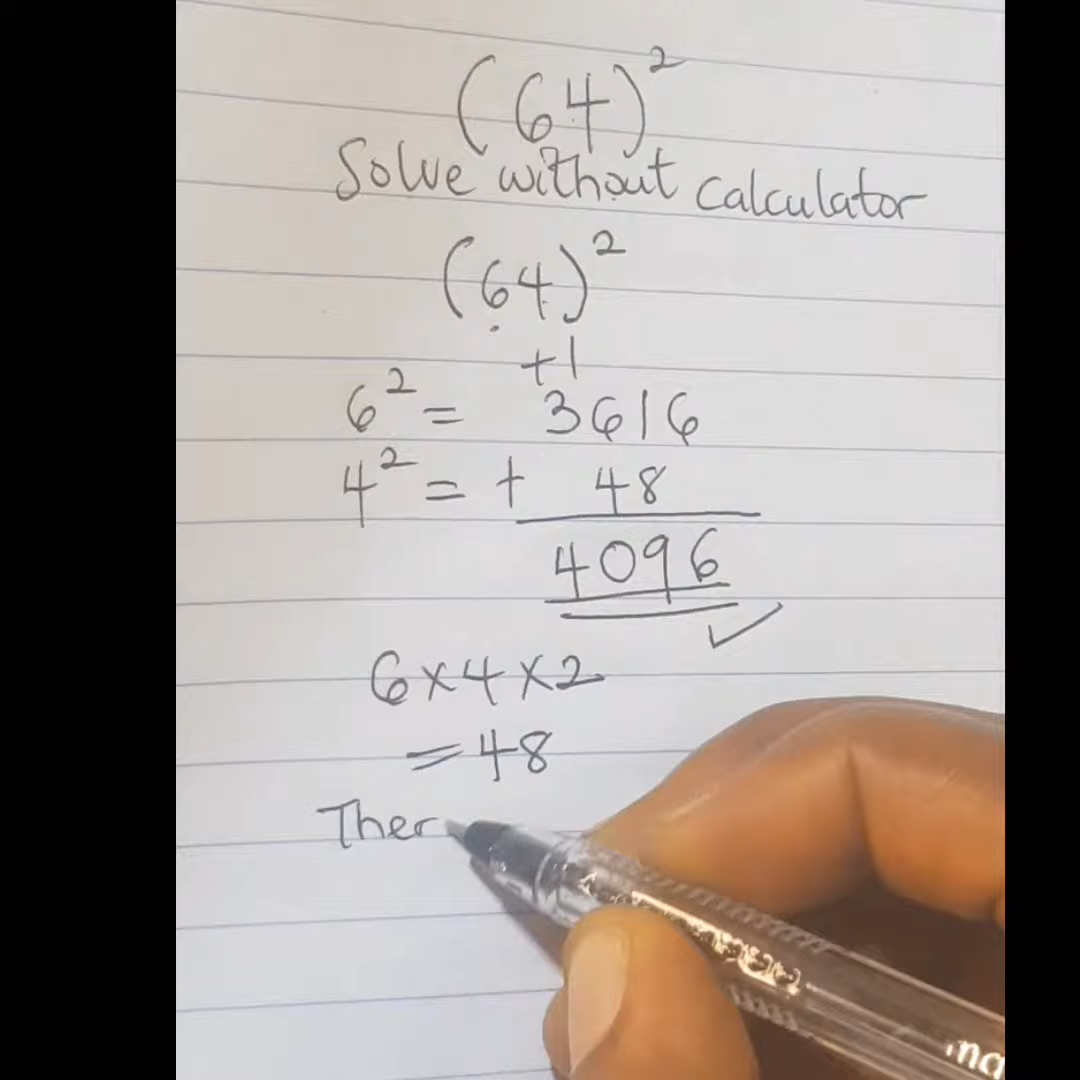 (64)²
Solve without calculator
(64)²
+1
6² = 3616
4² = + 48
4096
6×4×2
= 48
Ther